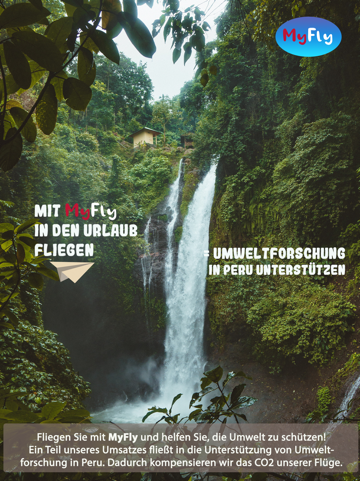 MyFly
MIT MyFly
IN DEN URLAUB
FLIEGEN
= UMWELTFORSCHUNG
IN PERU UNTERSTÜTZEN
Fliegen Sie mit MyFly und helfen Sie, die Umwelt zu schützen!
Ein Teil unseres Umsatzes fließt in die Unterstützung von Umwelt-
forschung in Peru. Dadurch kompensieren wir das CO2 unserer Flüge.